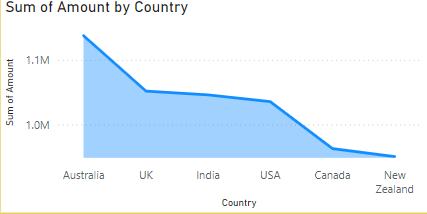 Sum of Amount by Country
1.1M
1.0M
Sum of Amount
Australia
UK
India
USA
Canada
New
Zealand
Country